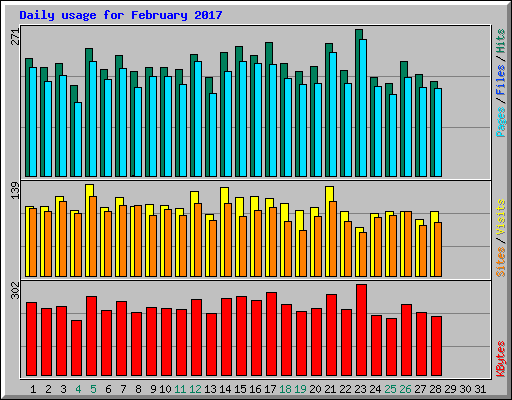 Daily usage for February 2017
271
Pages / Files / Hits
139
Sites / Visits
302
KBytes
1 2 3 4 5 6 7 8 9 10 11 12 13 14 15 16 17 18 19 20 21 22 23 24 25 26 27 28 29 30 31